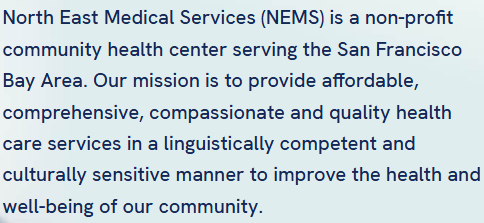 North East Medical Services (NEMS) is a non-profit
community health center serving the San Francisco
Bay Area. Our mission is to provide affordable,
comprehensive, compassionate and quality health
care services in a linguistically competent and
culturally sensitive manner to improve the health and
well-being of our community.